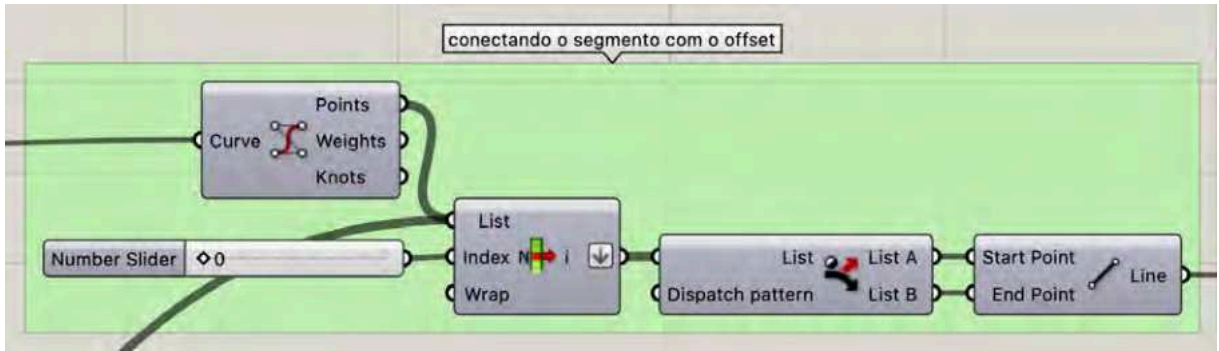 conectando o segmento com o offset
Points
Curve
Weights
Knots
List
Number Slider
0
Index
N
i
Wrap
List
List A
Dispatch pattern
List B
Start Point
End Point
Line